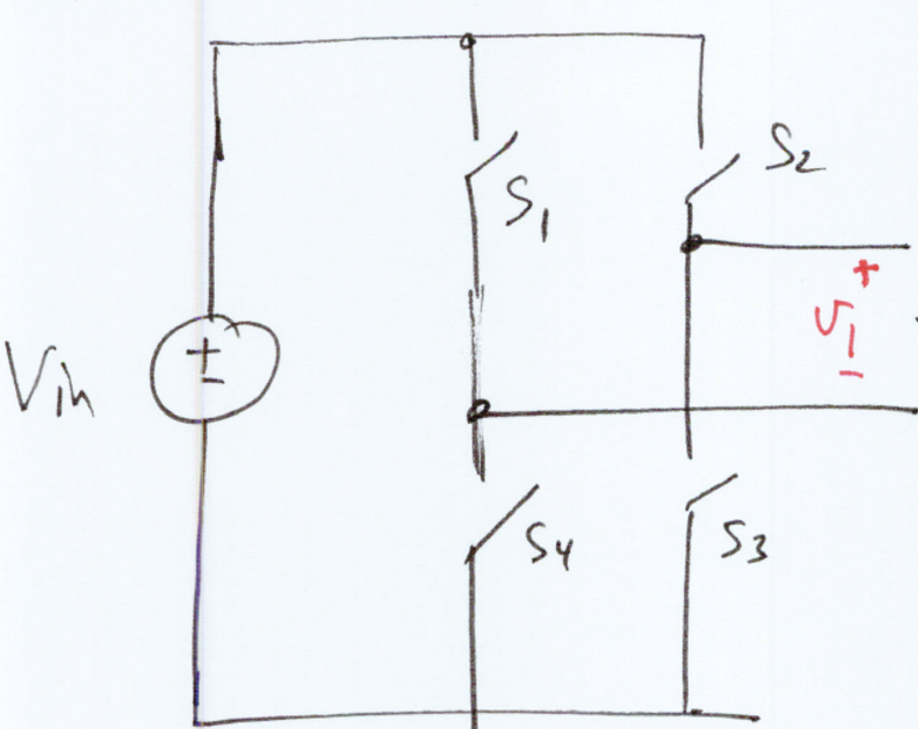 S2
S1
+
V1
-
Vin
+
-
S4
S3